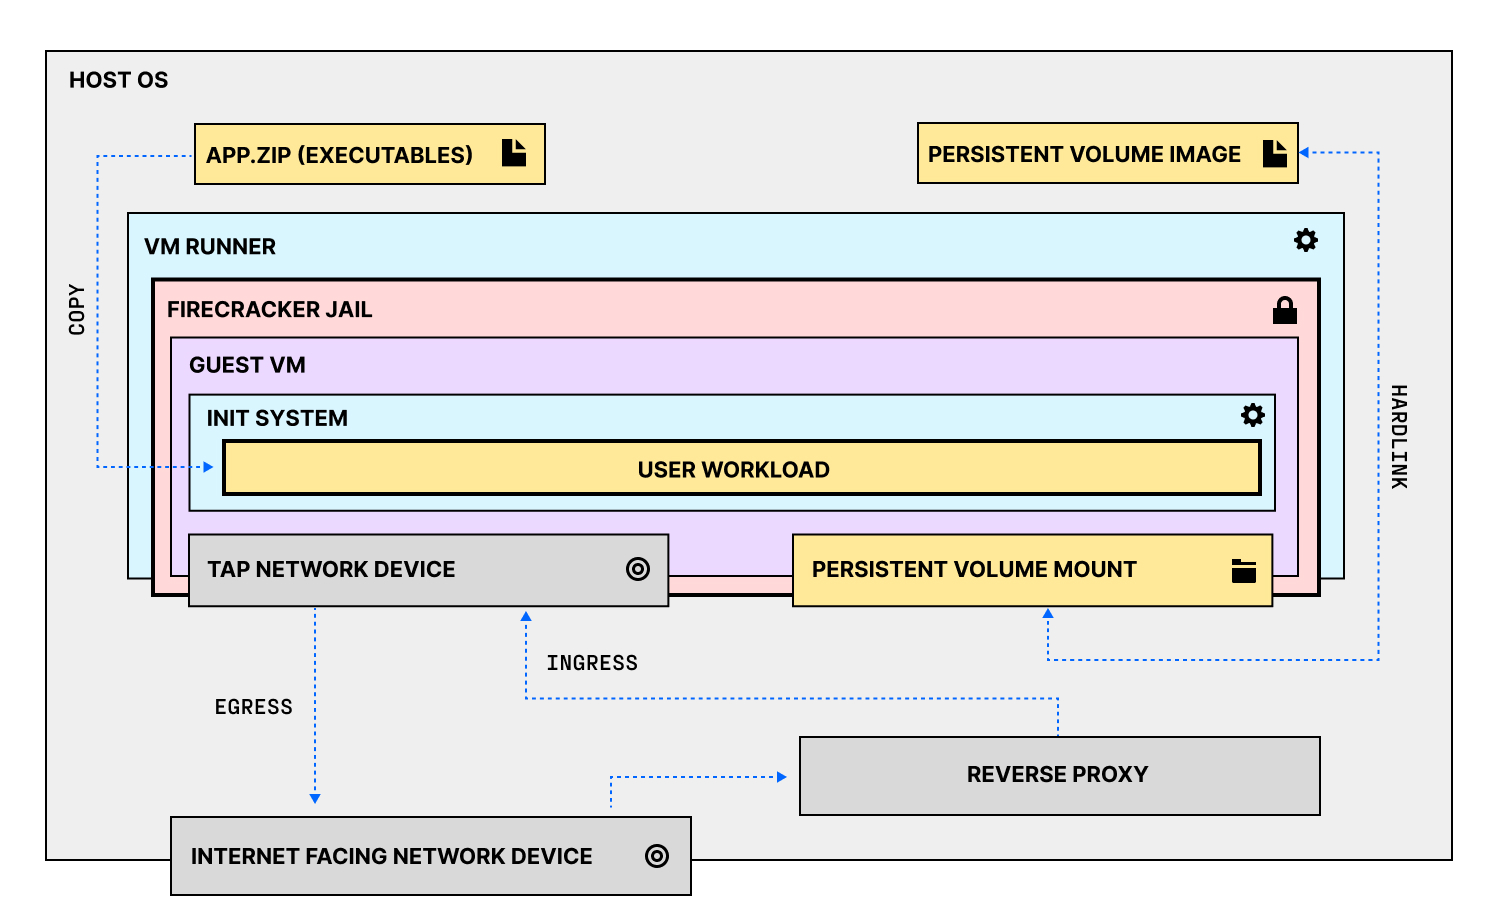 HOST OS
APP.ZIP (EXECUTABLES)
PERSISTENT VOLUME IMAGE
VM RUNNER
FIRECRACKER JAIL
COPY
GUEST VM
INIT SYSTEM
HARDLINK
USER WORKLOAD
TAP NETWORK DEVICE
PERSISTENT VOLUME MOUNT
INGRESS
EGRESS
REVERSE PROXY
INTERNET FACING NETWORK DEVICE